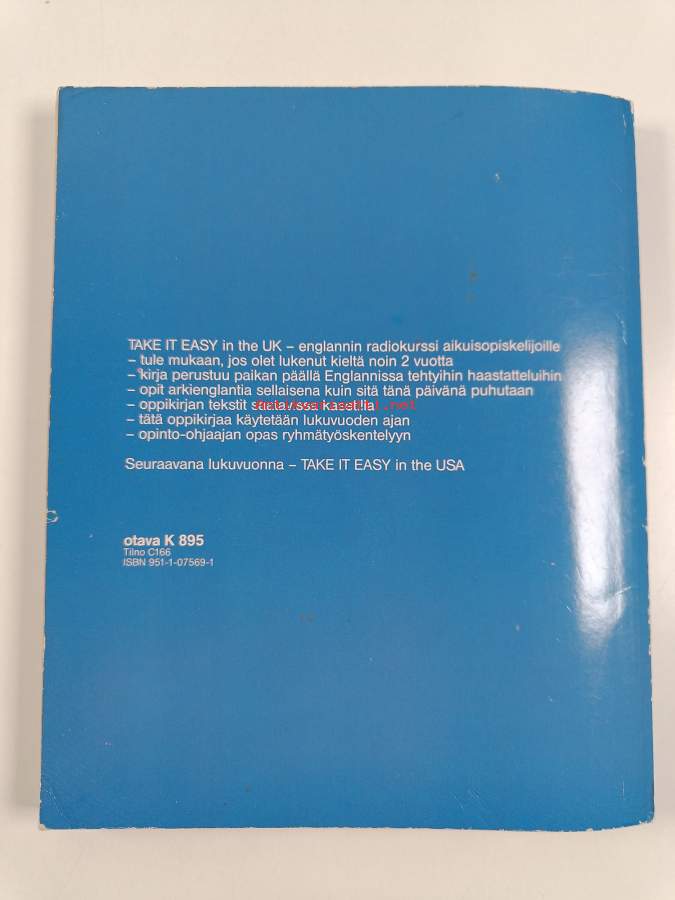 TAKE IT EASY in the UK – englannin radiokurssi aikuisopiskelijoille
– tule mukaan, jos olet lukenut kieltä noin 2 vuotta
– kirja perustuu paikan päällä Englannissa tehtyihin haastatteluihin
– opit arkienglantia sellaisena kuin sitä tänä päivänä puhutaan
– oppikirjan tekstit saatavissa kasetilla
– tätä oppikirjaa käytetään lukuvuoden ajan
– opinto-ohjaajan opas ryhmätyöskentelyyn
Seuraavana lukuvuonna – TAKE IT EASY in the USA
otava K 895
Tilno C166
ISBN 951-1-07569-1